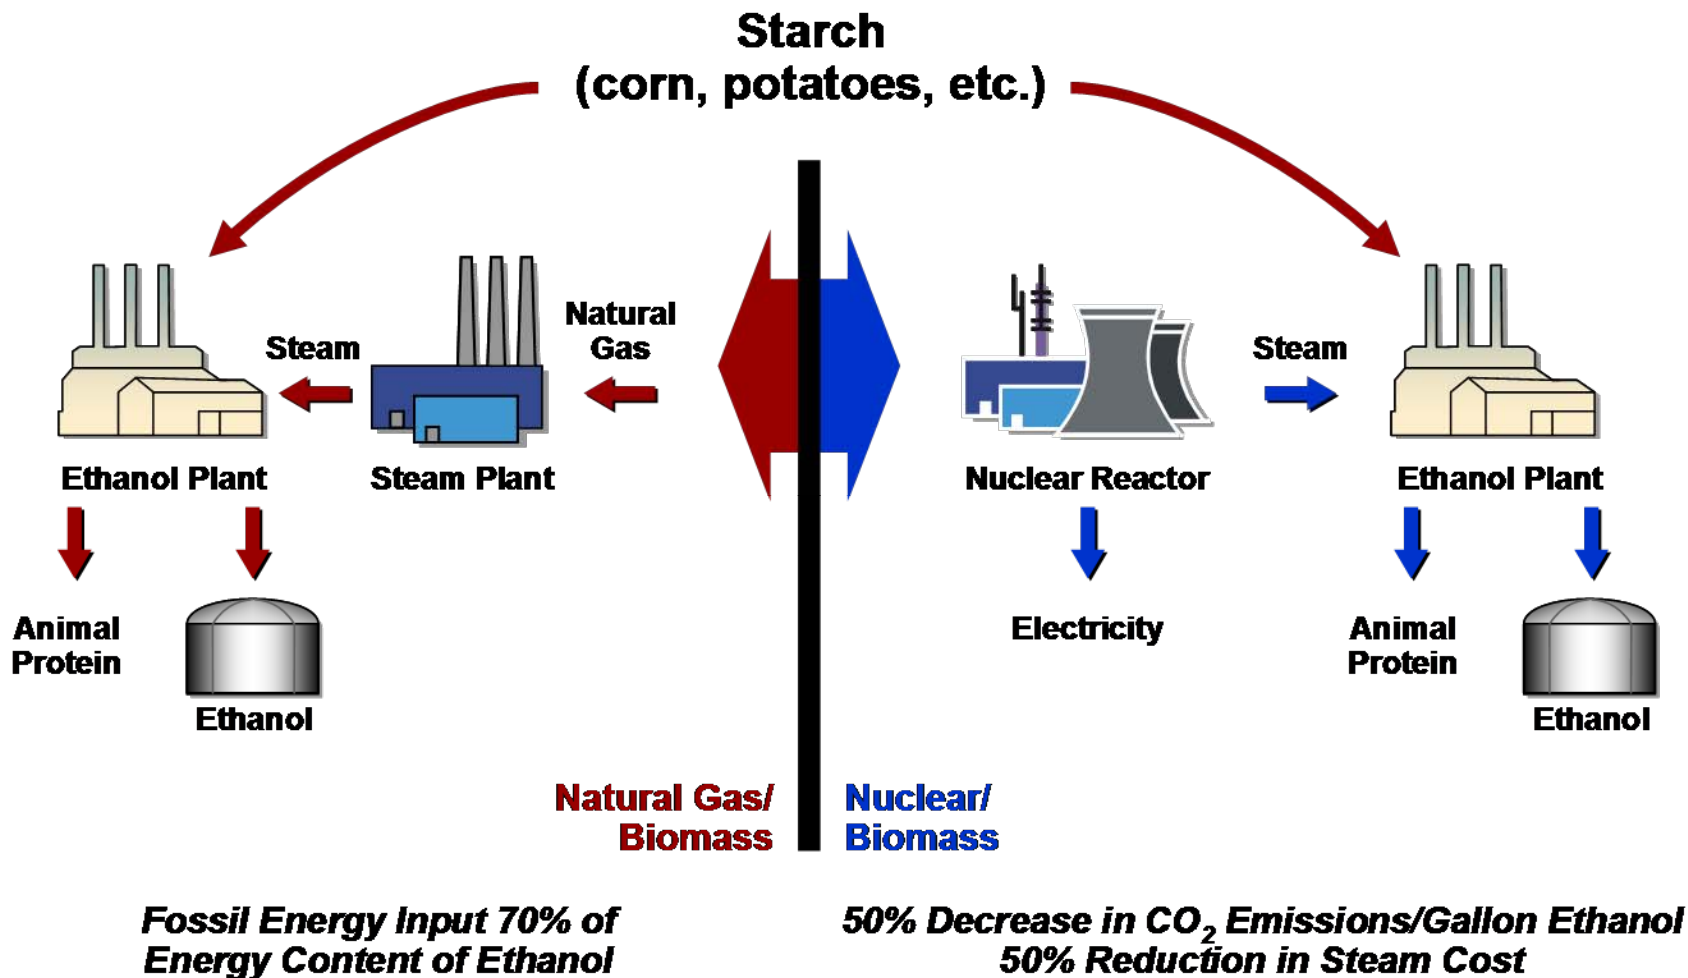 Starch
(corn, potatoes, etc.)
Natural
Gas
Steam
Steam
Ethanol Plant
Steam Plant
Nuclear Reactor
Ethanol Plant
Animal
Protein
Ethanol
Electricity
Animal
Protein
Ethanol
Natural Gas/
Biomass
Nuclear/
Biomass
Fossil Energy Input 70% of
Energy Content of Ethanol
50% Decrease in CO₂ Emissions/Gallon Ethanol
50% Reduction in Steam Cost